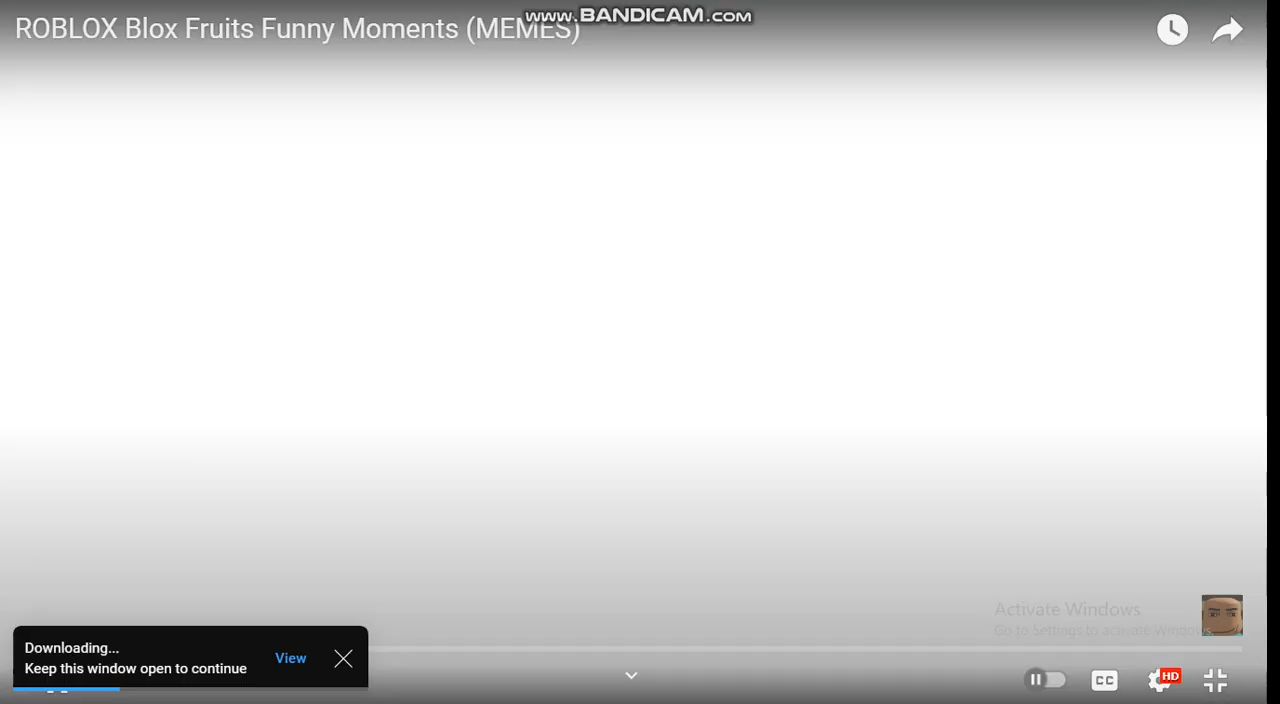 www.BANDICAM.com
ROBLOX Blox Fruits Funny Moments (MEMES)
Activate Windows
Go to Settings to activate Windows.
Downloading...
Keep this window open to continue
View
CC
HD